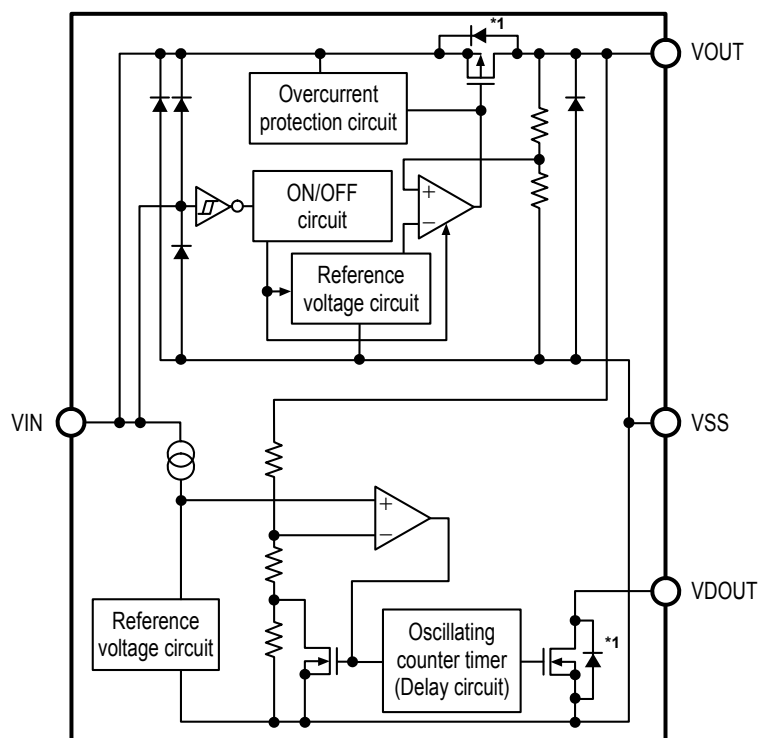 *1
VOUT
Overcurrent
protection circuit
ON/OFF
circuit
+
−
Reference
voltage circuit
VIN
VSS
+
−
VDOUT
Reference
voltage circuit
Oscillating
counter timer
(Delay circuit)
*1